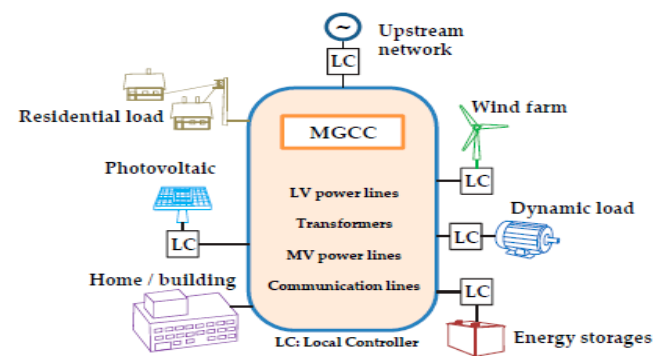 ~
Upstream
network
LC
Residential load
Wind farm
MGCC
LC
Photovoltaic
LC
LV power lines
Transformers
MV power lines
Communication lines
Dynamic load
LC
Home / building
LC
Energy storages
LC: Local Controller